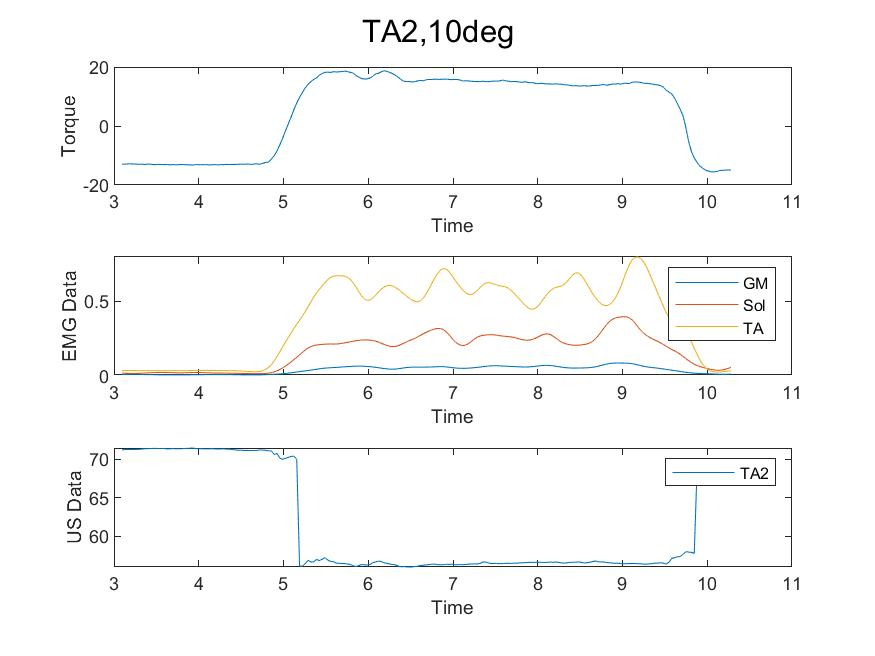 TA2,10deg
20
0
-20
Torque
3 4 5 6 7 8 9 10 11
Time
0.5
0
EMG Data
GM
Sol
TA
3 4 5 6 7 8 9 10 11
Time
70
65
60
US Data
TA2
3 4 5 6 7 8 9 10 11
Time